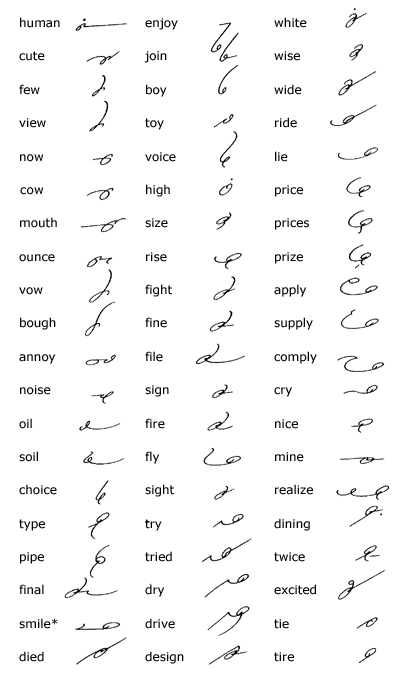 human enjoy white
cute join wise
few boy wide
view toy ride
now voice lie
cow high price
mouth size prices
ounce rise prize
vow fight apply
bough fine supply
annoy file comply
noise sign cry
oil fire nice
soil fly mine
choice sight realize
type try dining
pipe tried twice
final dry excited
smile* drive tie
died design tire